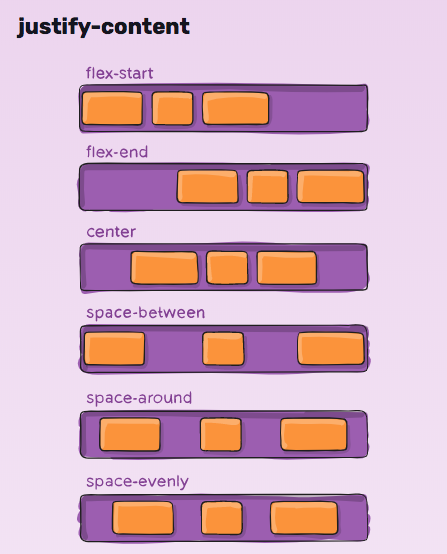 justify-content
flex-start
flex-end
center
space-between
space-around
space-evenly